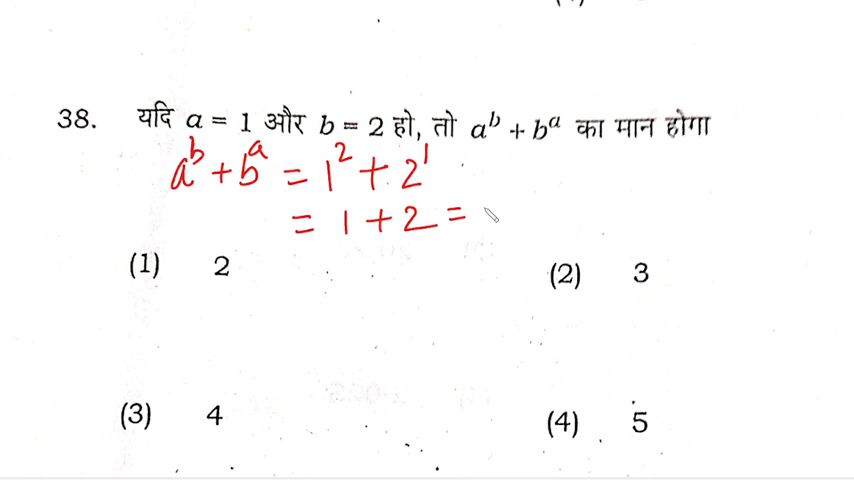 38. यदि a = 1 और b = 2 हो, तो a^b + b^a का मान होगा
a^b + b^a = 1^2 + 2^1
= 1 + 2 =
(1) 2
(2) 3
(3) 4
(4) 5